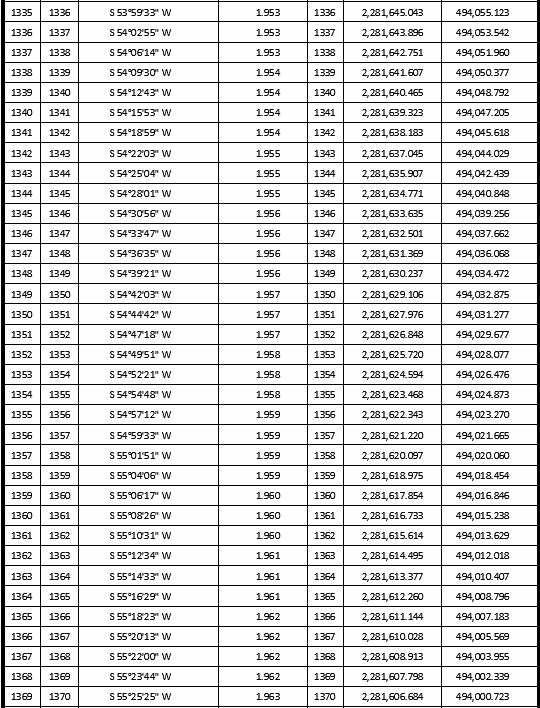 1335 1336 S 53°59'33" W 1.953 1336 2,281,645.043 494,055.123
1336 1337 S 54°02'55" W 1.953 1337 2,281,643.896 494,053.542
1337 1338 S 54°06'14" W 1.953 1338 2,281,642.751 494,051.960
1338 1339 S 54°09'30" W 1.954 1339 2,281,641.607 494,050.377
1339 1340 S 54°12'43" W 1.954 1340 2,281,640.465 494,048.792
1340 1341 S 54°15'53" W 1.954 1341 2,281,639.323 494,047.205
1341 1342 S 54°18'59" W 1.954 1342 2,281,638.183 494,045.618
1342 1343 S 54°22'03" W 1.955 1343 2,281,637.045 494,044.029
1343 1344 S 54°25'04" W 1.955 1344 2,281,635.907 494,042.439
1344 1345 S 54°28'01" W 1.955 1345 2,281,634.771 494,040.848
1345 1346 S 54°30'56" W 1.956 1346 2,281,633.635 494,039.256
1346 1347 S 54°33'47" W 1.956 1347 2,281,632.501 494,037.662
1347 1348 S 54°36'35" W 1.956 1348 2,281,631.369 494,036.068
1348 1349 S 54°39'21" W 1.956 1349 2,281,630.237 494,034.472
1349 1350 S 54°42'03" W 1.957 1350 2,281,629.106 494,032.875
1350 1351 S 54°44'42" W 1.957 1351 2,281,627.976 494,031.277
1351 1352 S 54°47'18" W 1.957 1352 2,281,626.848 494,029.677
1352 1353 S 54°49'51" W 1.958 1353 2,281,625.720 494,028.077
1353 1354 S 54°52'21" W 1.958 1354 2,281,624.594 494,026.476
1354 1355 S 54°54'48" W 1.958 1355 2,281,623.468 494,024.873
1355 1356 S 54°57'12" W 1.959 1356 2,281,622.343 494,023.270
1356 1357 S 54°59'33" W 1.959 1357 2,281,621.220 494,021.665
1357 1358 S 55°01'51" W 1.959 1358 2,281,620.097 494,020.060
1358 1359 S 55°04'06" W 1.959 1359 2,281,618.975 494,018.454
1359 1360 S 55°06'17" W 1.960 1360 2,281,617.854 494,016.846
1360 1361 S 55°08'26" W 1.960 1361 2,281,616.733 494,015.238
1361 1362 S 55°10'31" W 1.960 1362 2,281,615.614 494,013.629
1362 1363 S 55°12'34" W 1.961 1363 2,281,614.495 494,012.018
1363 1364 S 55°14'33" W 1.961 1364 2,281,613.377 494,010.407
1364 1365 S 55°16'29" W 1.961 1365 2,281,612.260 494,008.796
1365 1366 S 55°18'23" W 1.962 1366 2,281,611.144 494,007.183
1366 1367 S 55°20'13" W 1.962 1367 2,281,610.028 494,005.569
1367 1368 S 55°22'00" W 1.962 1368 2,281,608.913 494,003.955
1368 1369 S 55°23'44" W 1.962 1369 2,281,607.798 494,002.339
1369 1370 S 55°25'25" W 1.963 1370 2,281,606.684 494,000.723